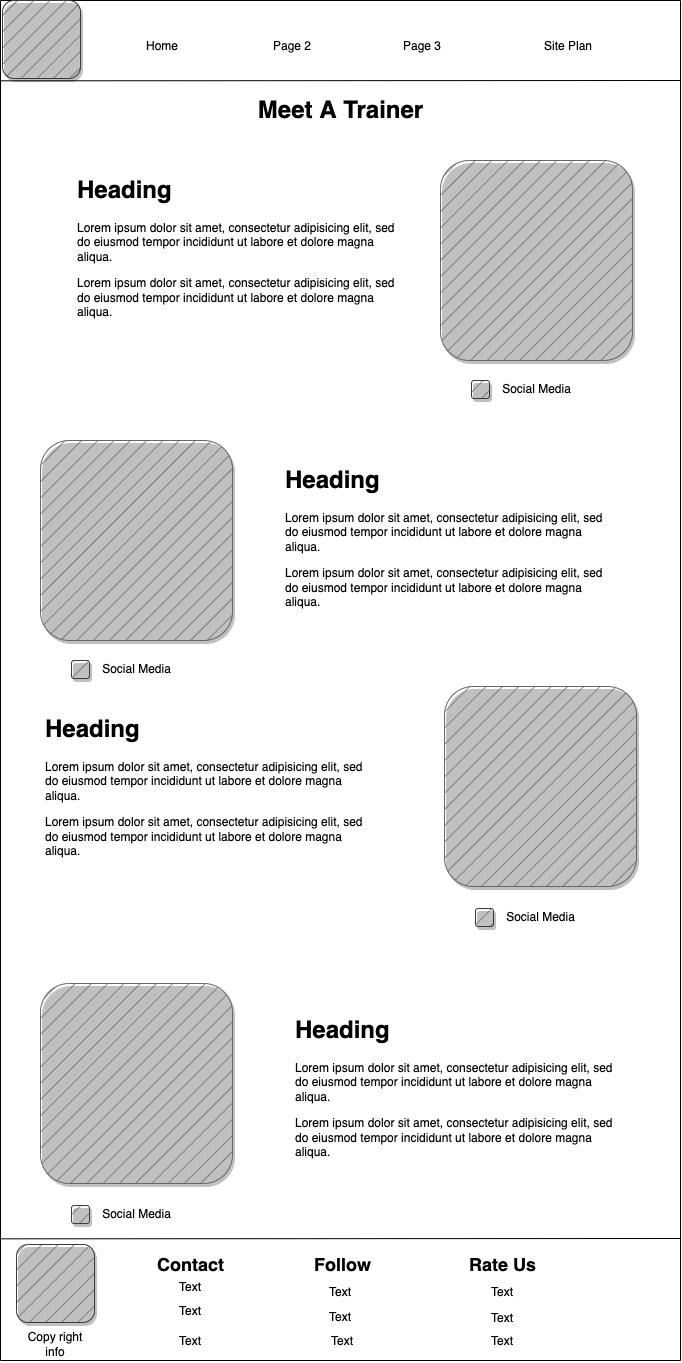 Home Page 2 Page 3 Site Plan
Meet A Trainer
Heading
Lorem ipsum dolor sit amet, consectetur adipisicing elit, sed
do eiusmod tempor incididunt ut labore et dolore magna
aliqua.
Lorem ipsum dolor sit amet, consectetur adipisicing elit, sed
do eiusmod tempor incididunt ut labore et dolore magna
aliqua.
Social Media
Heading
Lorem ipsum dolor sit amet, consectetur adipisicing elit, sed
do eiusmod tempor incididunt ut labore et dolore magna
aliqua.
Lorem ipsum dolor sit amet, consectetur adipisicing elit, sed
do eiusmod tempor incididunt ut labore et dolore magna
aliqua.
Social Media
Heading
Lorem ipsum dolor sit amet, consectetur adipisicing elit, sed
do eiusmod tempor incididunt ut labore et dolore magna
aliqua.
Lorem ipsum dolor sit amet, consectetur adipisicing elit, sed
do eiusmod tempor incididunt ut labore et dolore magna
aliqua.
Social Media
Heading
Lorem ipsum dolor sit amet, consectetur adipisicing elit, sed
do eiusmod tempor incididunt ut labore et dolore magna
aliqua.
Lorem ipsum dolor sit amet, consectetur adipisicing elit, sed
do eiusmod tempor incididunt ut labore et dolore magna
aliqua.
Social Media
Copy right
info
Contact
Text
Text
Text
Follow
Text
Text
Text
Rate Us
Text
Text
Text